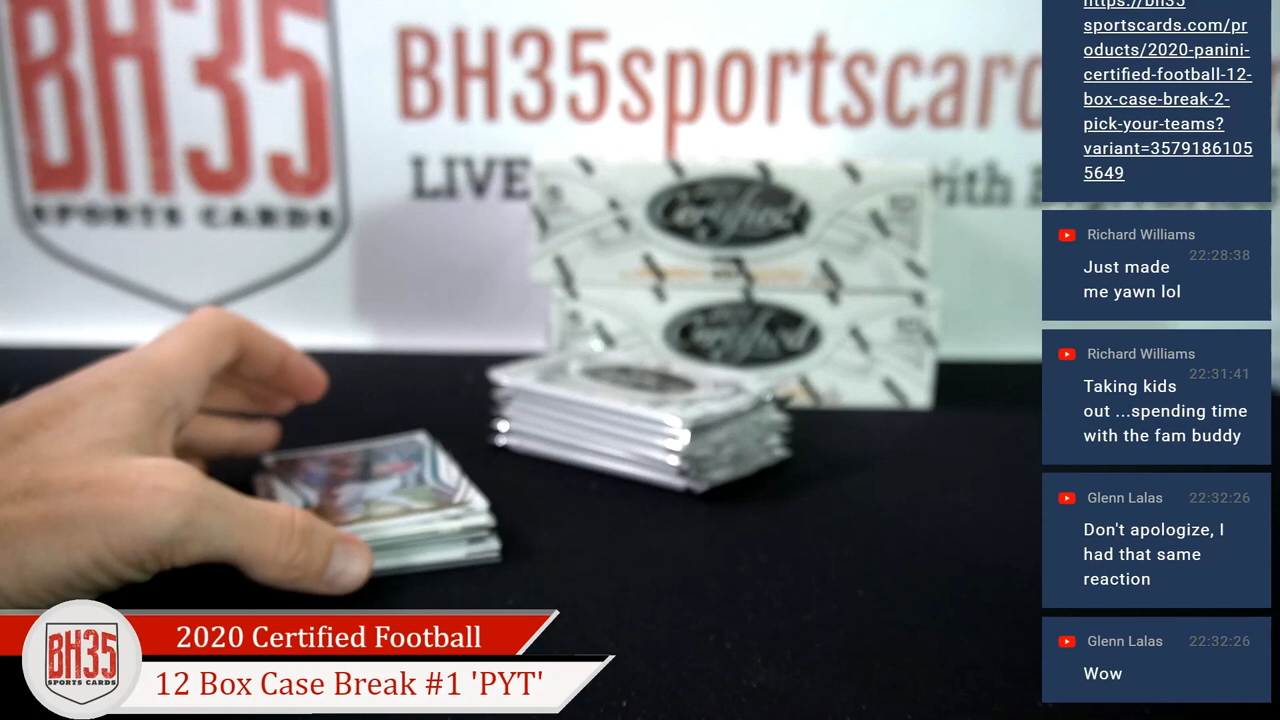 BH35
SPORTS CARDS
BH35sportscard
LIVE
with
Certified
Certified
https://bh35
sportscards.com/pr
oducts/2020-panini-
certified-football-12-
box-case-break-2-
pick-your-teams?
variant=3579186105
5649
Richard Williams
22:28:38
Just made
me yawn lol
Richard Williams
22:31:41
Taking kids
out ...spending time
with the fam buddy
Glenn Lalas 22:32:26
Don't apologize, I
had that same
reaction
Glenn Lalas 22:32:26
Wow
BH35
SPORTS CARDS
2020 Certified Football
12 Box Case Break #1 'PYT'